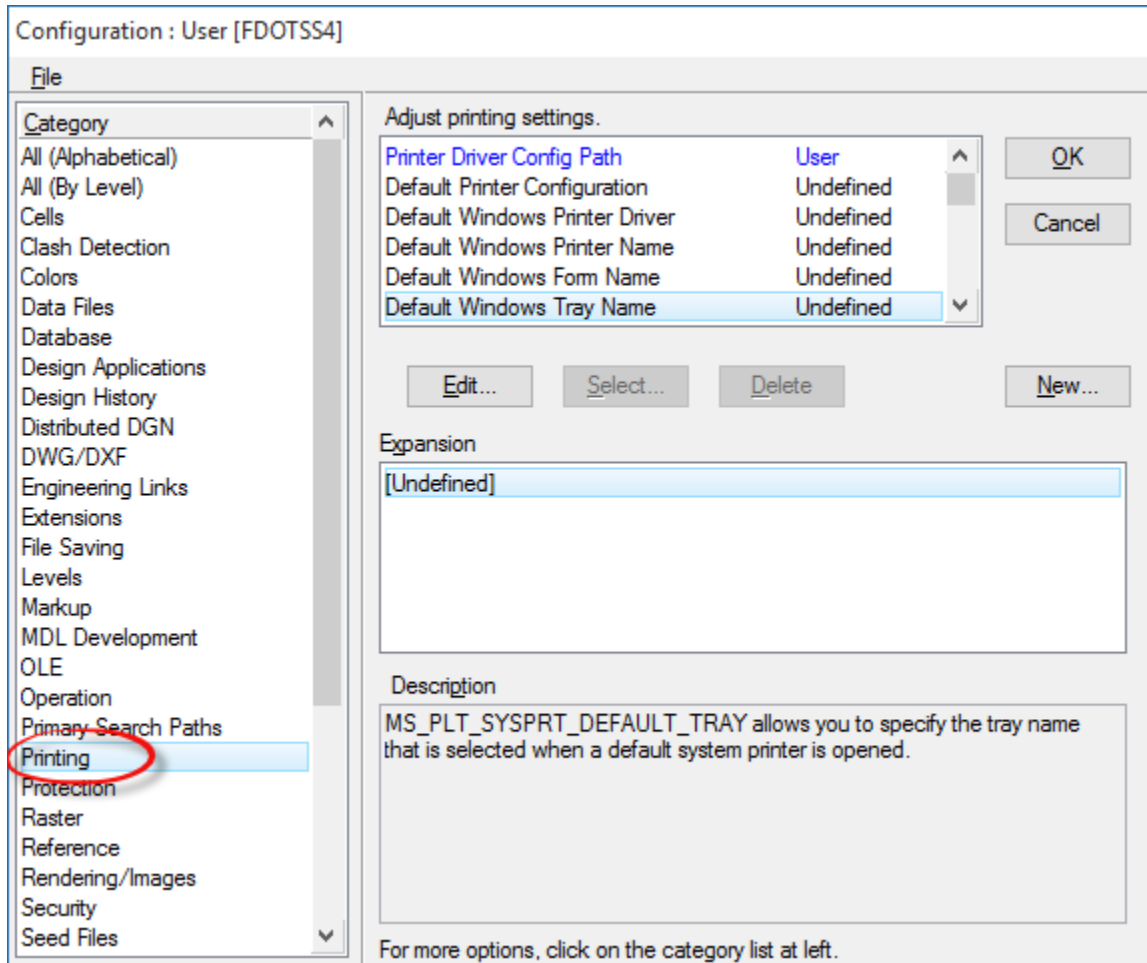 Configuration : User [FDOTSS4]
File
Category
All (Alphabetical)
All (By Level)
Cells
Clash Detection
Colors
Data Files
Database
Design Applications
Design History
Distributed DGN
DWG/DXF
Engineering Links
Extensions
File Saving
Levels
Markup
MDL Development
OLE
Operation
Primary Search Paths
Printing
Protection
Raster
Reference
Rendering/Images
Security
Seed Files
Adjust printing settings.
Printer Driver Config Path User
Default Printer Configuration Undefined
Default Windows Printer Driver Undefined
Default Windows Printer Name Undefined
Default Windows Form Name Undefined
Default Windows Tray Name Undefined
OK
Cancel
Edit... Select... Delete New...
Expansion
[Undefined]
Description
MS_PLT_SYSPRT_DEFAULT_TRAY allows you to specify the tray name
that is selected when a default system printer is opened.
For more options, click on the category list at left.